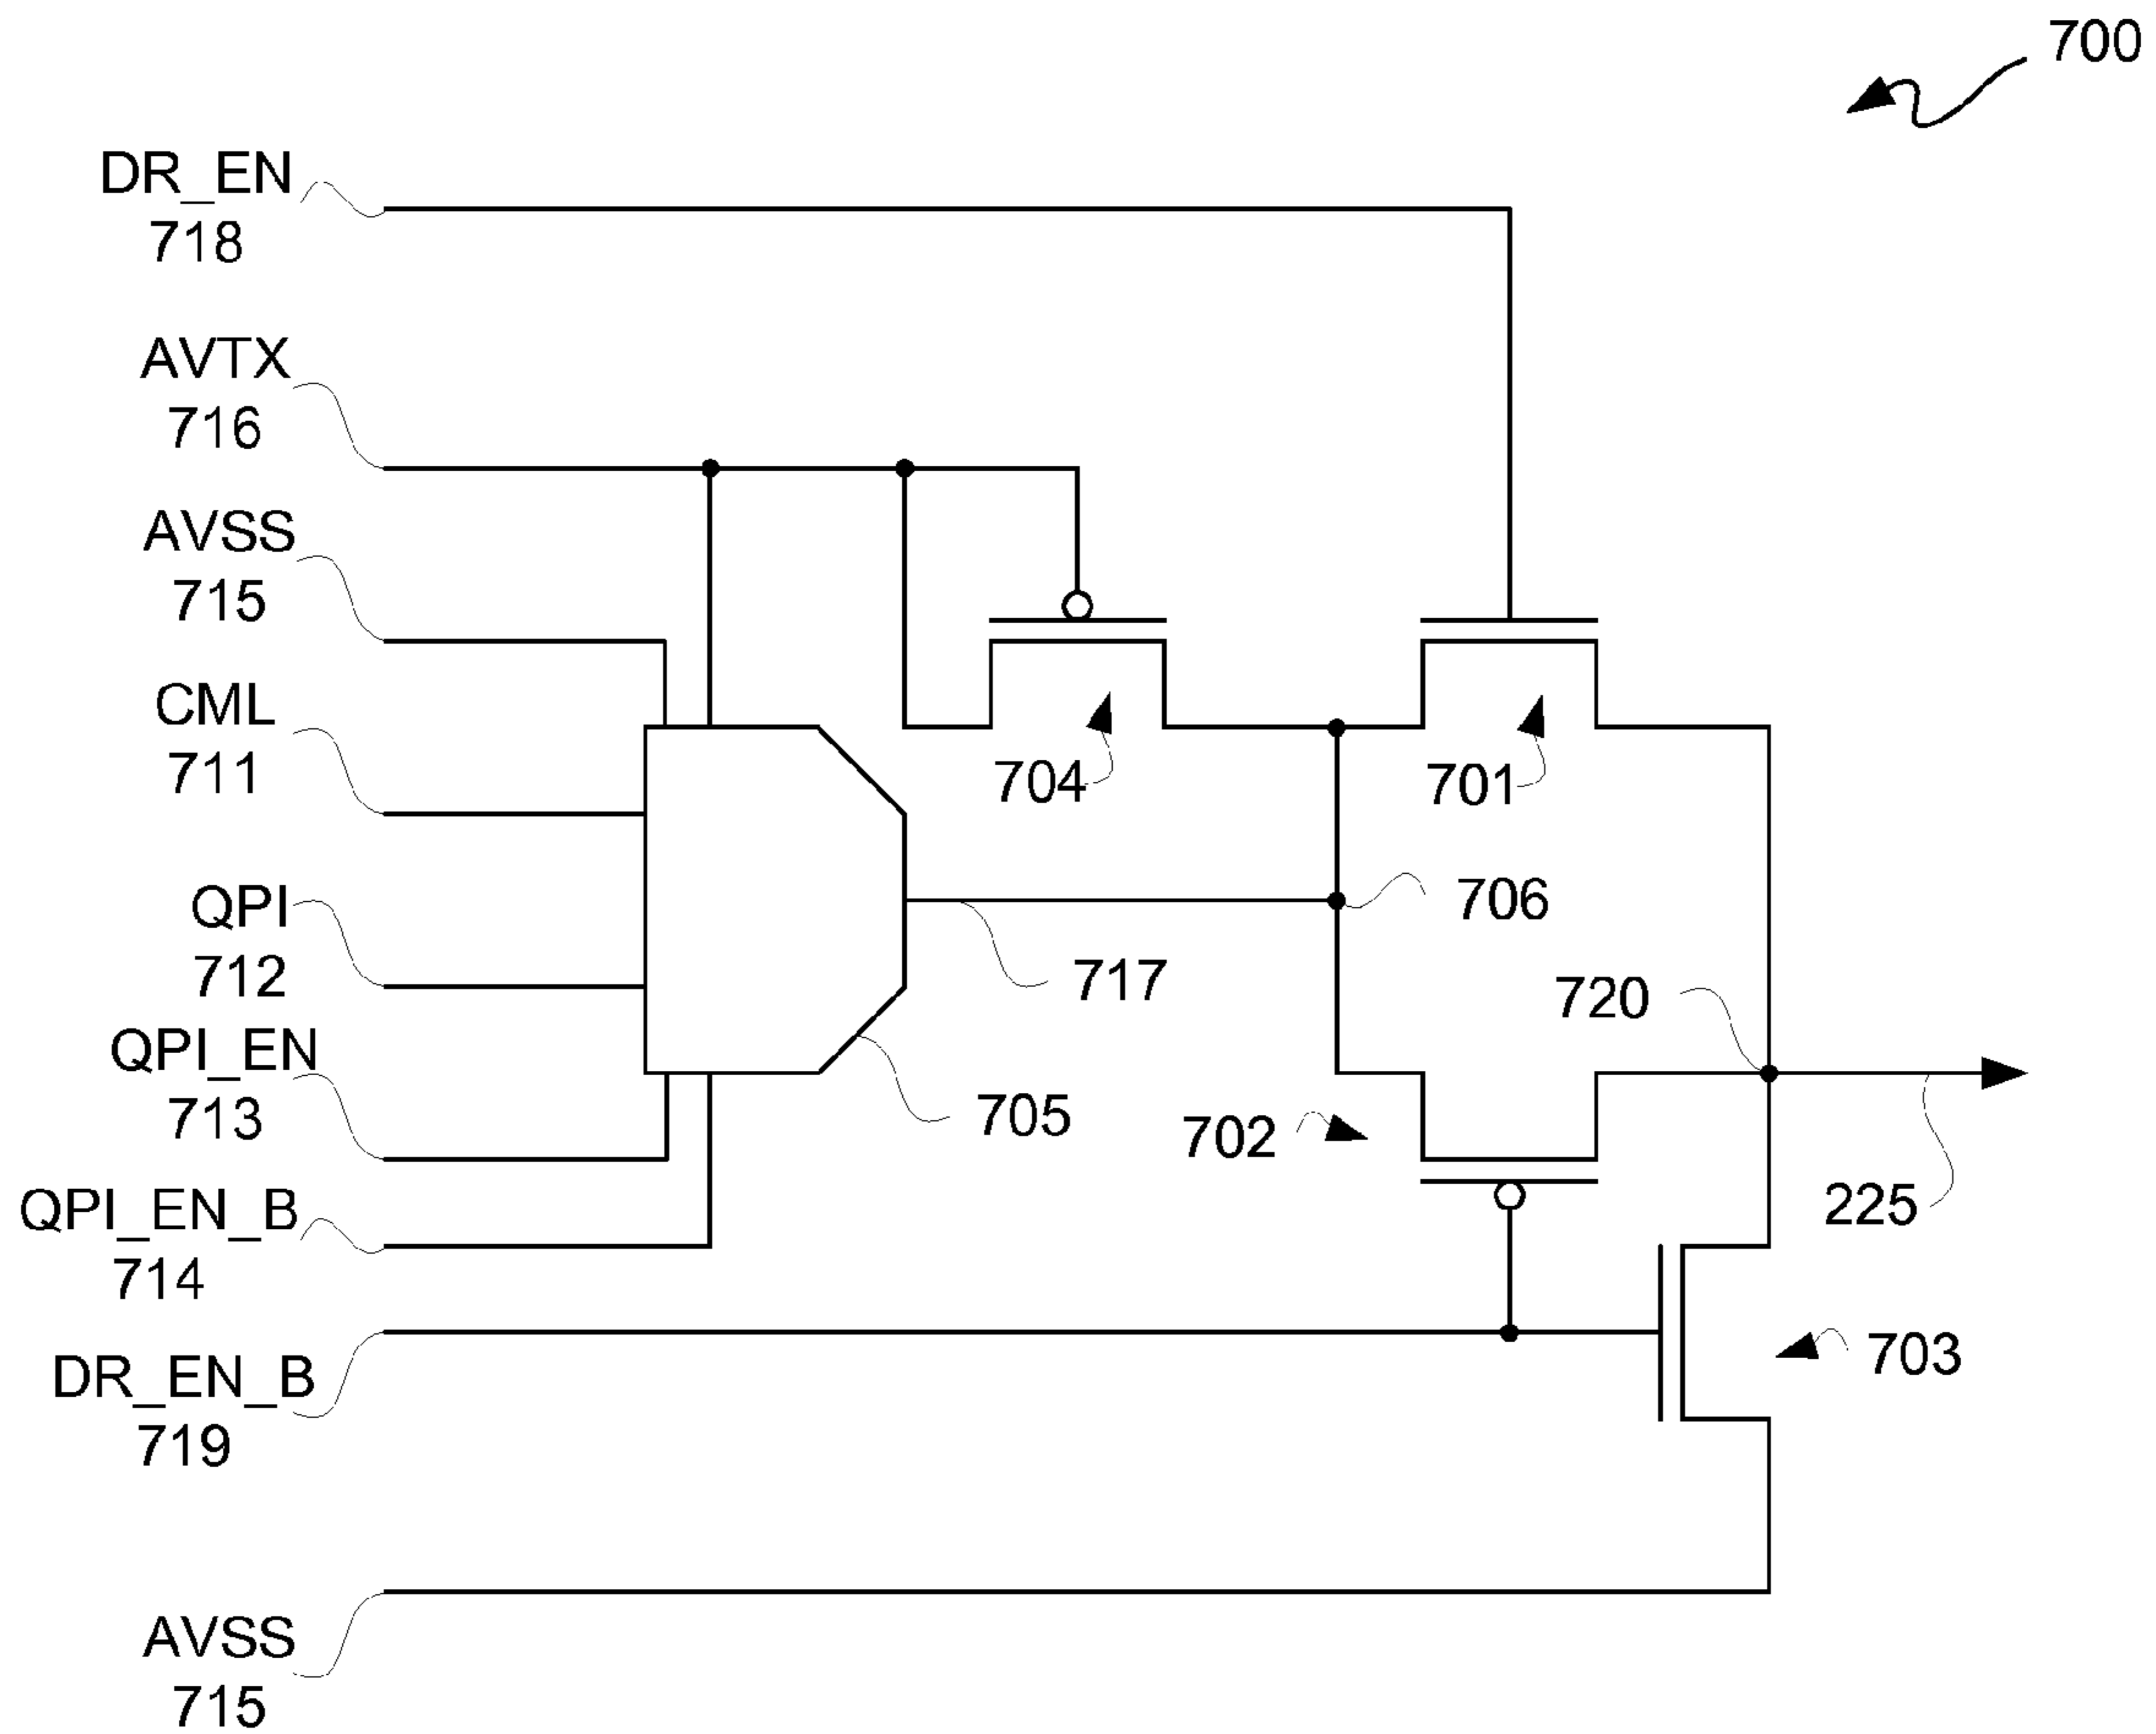 700
DR_EN
718
AVTX
716
AVSS
715
CML
711
704
701
QPI
712
706
717
720
QPI_EN
713
705
702
QPI_EN_B
714
225
DR_EN_B
719
703
AVSS
715